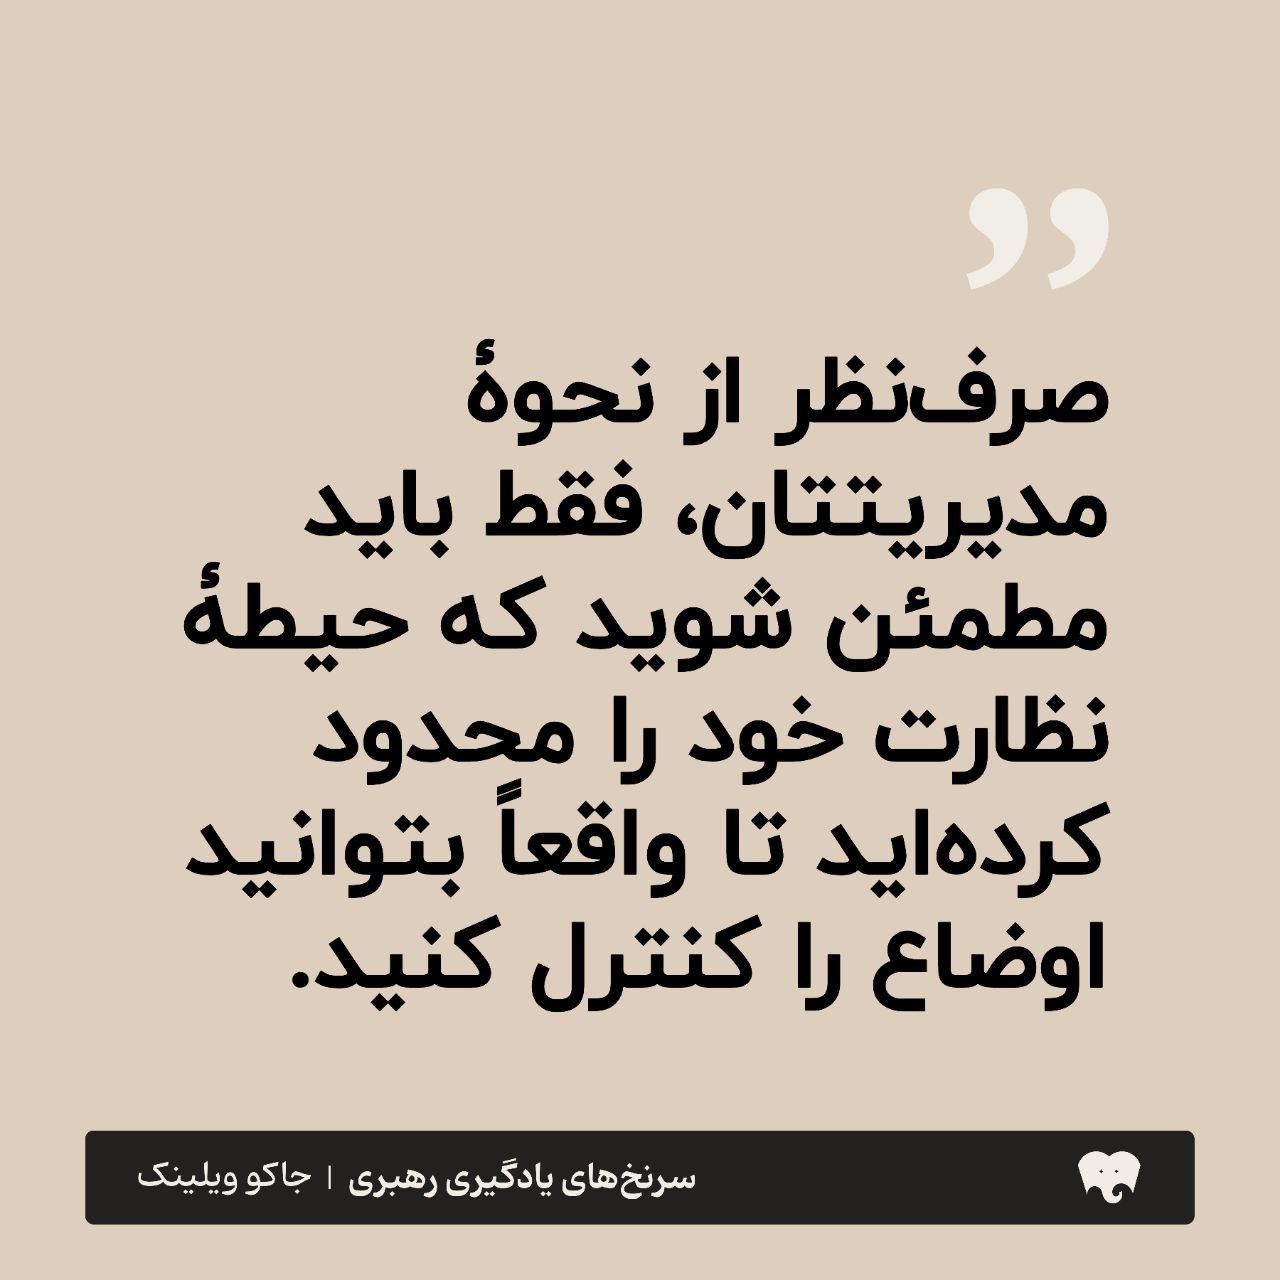 ”
صرف‌نظر از نحوهٔ
مدیریتتان، فقط باید
مطمئن شوید که حیطهٔ
نظارت خود را محدود
کرده‌اید تا واقعاً بتوانید
اوضاع را کنترل کنید.
سرنخ‌های یادگیری رهبری | جاکو ویلینک